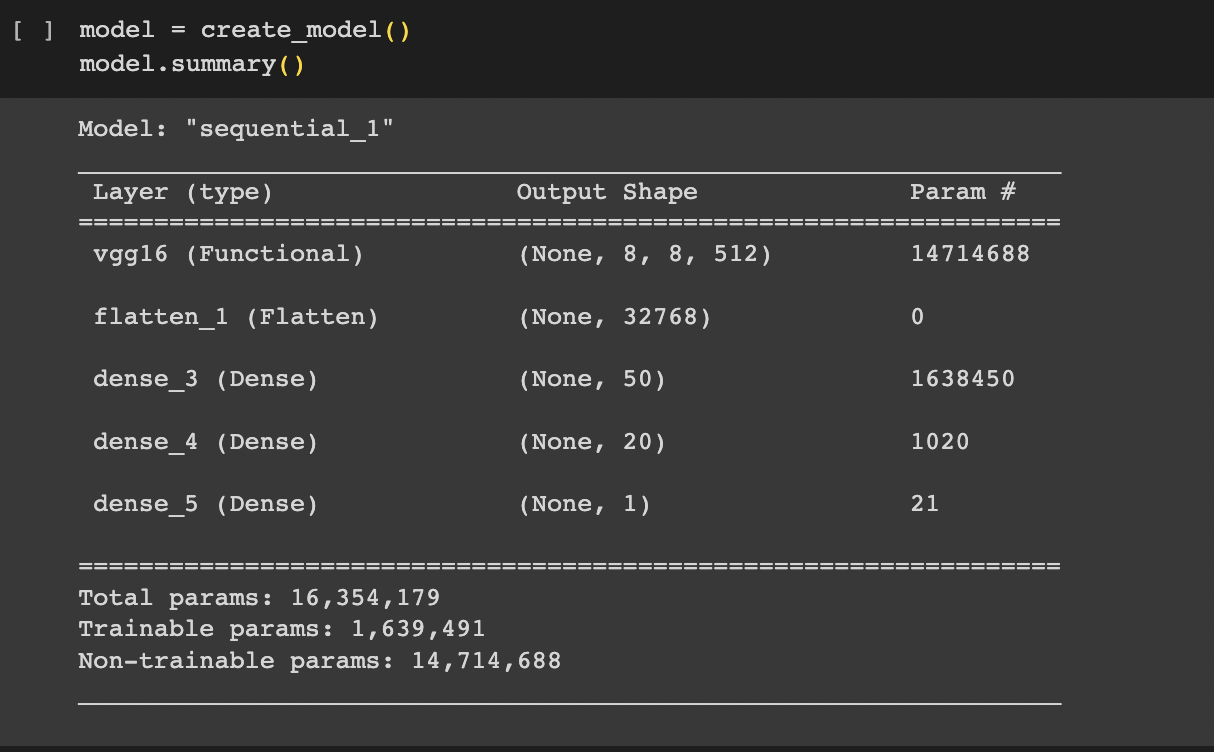 [ ] model = create_model()
model.summary()
Model: "sequential_1"
_________________________________________________________________
Layer (type) Output Shape Param #
=================================================================
vgg16 (Functional) (None, 8, 8, 512) 14714688
flatten_1 (Flatten) (None, 32768) 0
dense_3 (Dense) (None, 50) 1638450
dense_4 (Dense) (None, 20) 1020
dense_5 (Dense) (None, 1) 21
=================================================================
Total params: 16,354,179
Trainable params: 1,639,491
Non-trainable params: 14,714,688
_________________________________________________________________